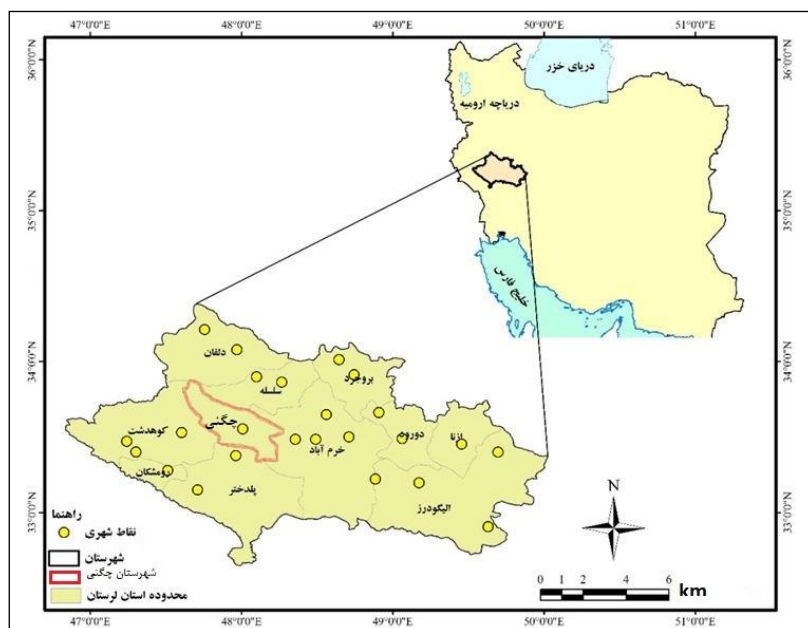 47°0'0"E 48°0'0"E 49°0'0"E 50°0'0"E 51°0'0"E
36°0'0"N
35°0'0"N
34°0'0"N
33°0'0"N
36°0'0"N
35°0'0"N
34°0'0"N
33°0'0"N
دریای خزر
دریاچه ارومیه
خلیج فارس
دلفان
بروجرد
سلسله
چگنی
کوهدشت
دورود
ازنا
خرم آباد
رومشکان
پلدختر
الیگودرز
راهنما
نقاط شهری
شهرستان
شهرستان چگنی
محدوده استان لرستان
N
0 1 2 4 6
km
47°0'0"E 48°0'0"E 49°0'0"E 50°0'0"E 51°0'0"E